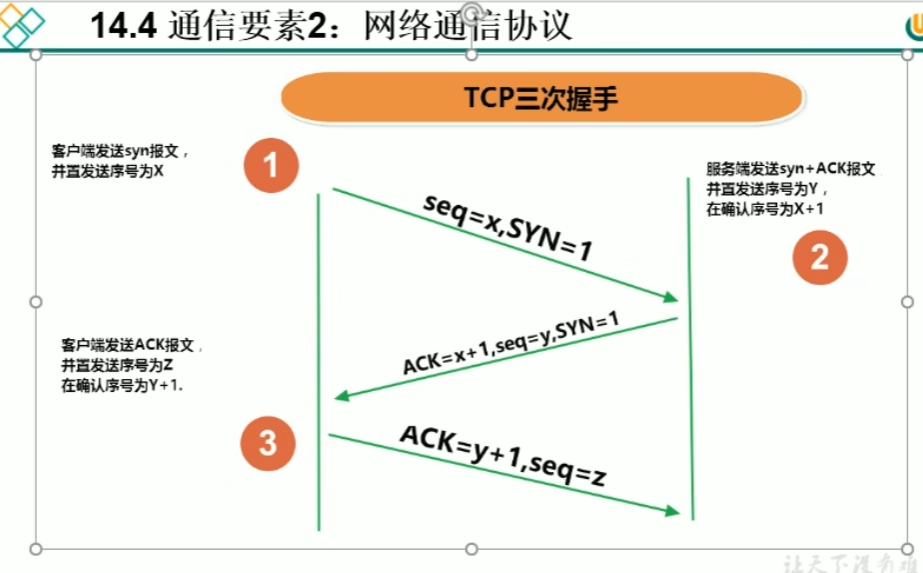 14.4 通信要素2：网络通信协议
TCP三次握手
客户端发送syn报文，
并置发送序号为X
1
服务端发送syn+ACK报文
并置发送序号为Y，
在确认序号为X+1
2
seq=x,SYN=1
ACK=x+1,seq=y,SYN=1
客户端发送ACK报文，
并置发送序号为Z
在确认序号为Y+1.
3
ACK=y+1,seq=z
让天下没有难